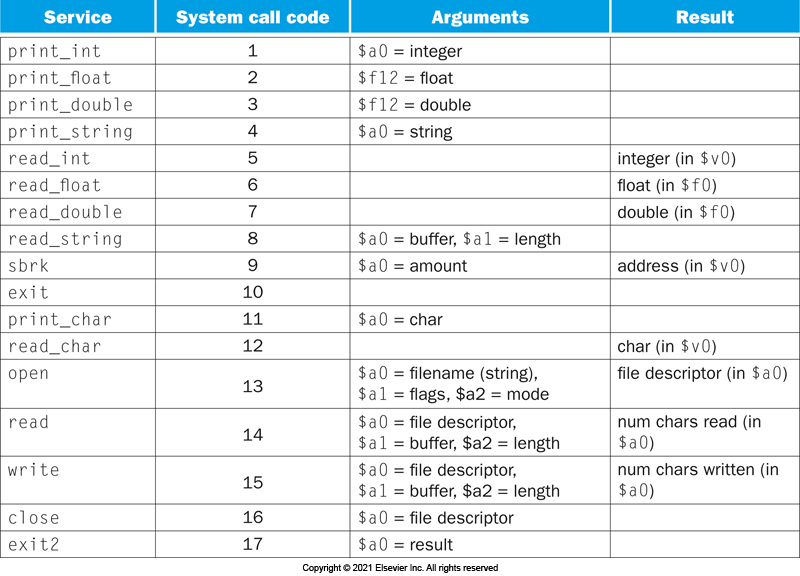 Service System call code Arguments Result
print_int 1 $a0 = integer
print_float 2 $f12 = float
print_double 3 $f12 = double
print_string 4 $a0 = string
read_int 5 integer (in $v0)
read_float 6 float (in $f0)
read_double 7 double (in $f0)
read_string 8 $a0 = buffer, $a1 = length
sbrk 9 $a0 = amount address (in $v0)
exit 10
print_char 11 $a0 = char
read_char 12 char (in $v0)
open 13 $a0 = filename (string), file descriptor (in $a0)
$a1 = flags, $a2 = mode
read 14 $a0 = file descriptor, num chars read (in
$a1 = buffer, $a2 = length $a0)
write 15 $a0 = file descriptor, num chars written (in
$a1 = buffer, $a2 = length $a0)
close 16 $a0 = file descriptor
exit2 17 $a0 = result
Copyright © 2021 Elsevier Inc. All rights reserved